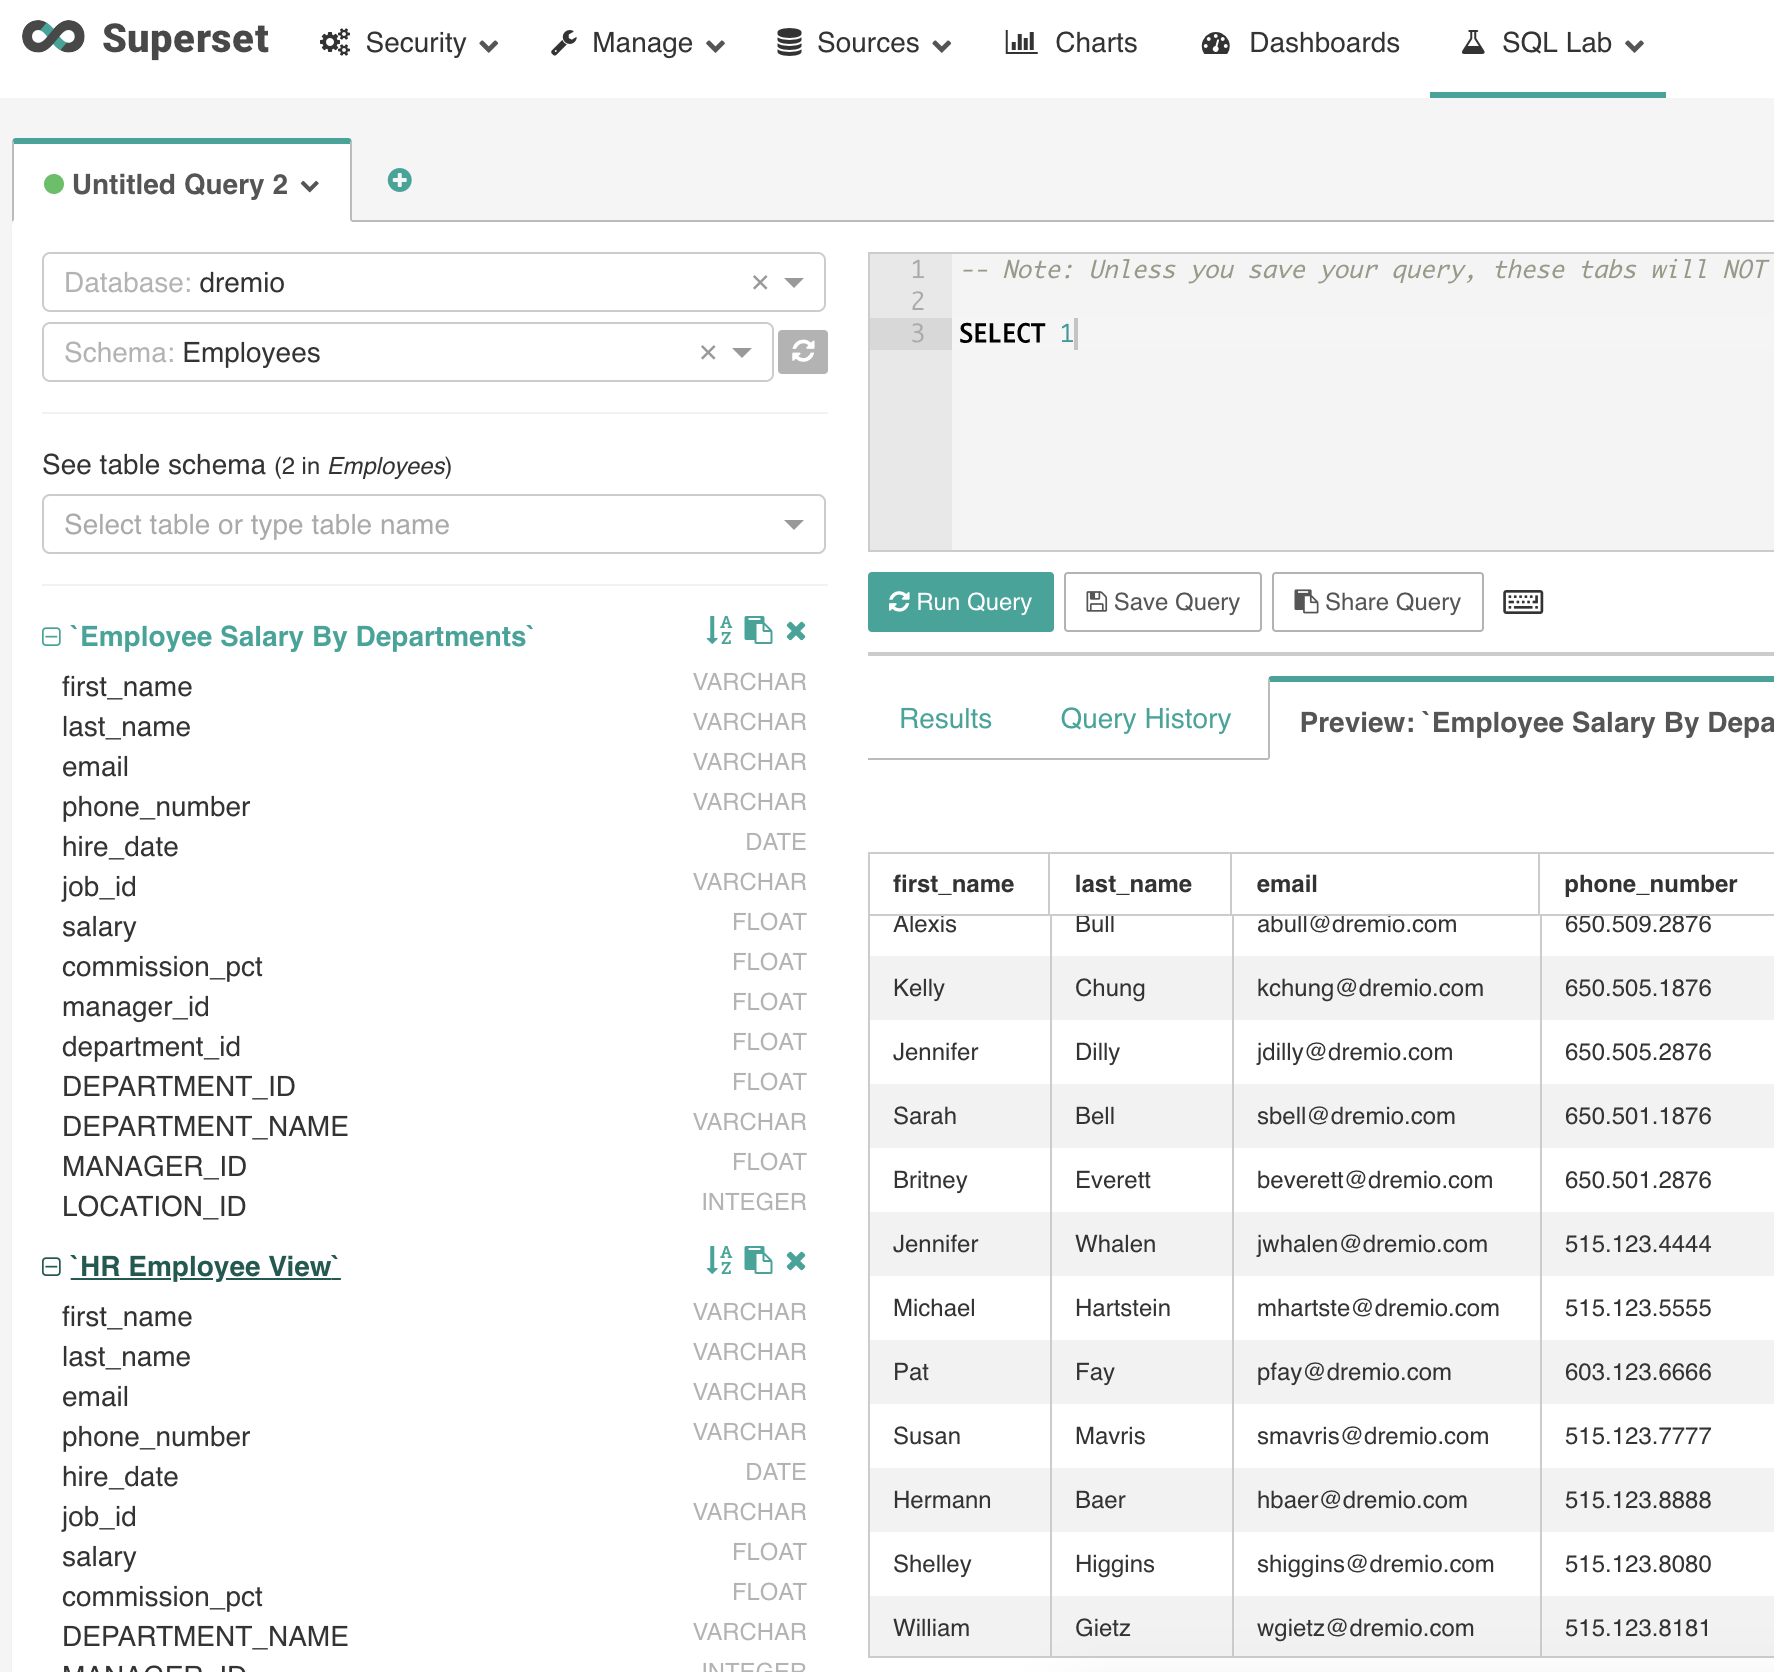 Superset Security Manage Sources Charts Dashboards SQL Lab
Untitled Query 2
Database: dremio
Schema: Employees
See table schema (2 in Employees)
Select table or type table name
`Employee Salary By Departments`
first_name VARCHAR
last_name VARCHAR
email VARCHAR
phone_number VARCHAR
hire_date DATE
job_id VARCHAR
salary FLOAT
commission_pct FLOAT
manager_id FLOAT
department_id FLOAT
DEPARTMENT_ID FLOAT
DEPARTMENT_NAME VARCHAR
MANAGER_ID FLOAT
LOCATION_ID INTEGER
`HR Employee View`
first_name VARCHAR
last_name VARCHAR
email VARCHAR
phone_number VARCHAR
hire_date DATE
job_id VARCHAR
salary FLOAT
commission_pct FLOAT
DEPARTMENT_NAME VARCHAR
MANAGER_ID INTEGER
1 -- Note: Unless you save your query, these tabs will NOT
2
3 SELECT 1
Run Query Save Query Share Query
Results Query History Preview: `Employee Salary By Depa
first_name last_name email phone_number
Alexis Bull abull@dremio.com 650.509.2876
Kelly Chung kchung@dremio.com 650.505.1876
Jennifer Dilly jdilly@dremio.com 650.505.2876
Sarah Bell sbell@dremio.com 650.501.1876
Britney Everett beverett@dremio.com 650.501.2876
Jennifer Whalen jwhalen@dremio.com 515.123.4444
Michael Hartstein mhartste@dremio.com 515.123.5555
Pat Fay pfay@dremio.com 603.123.6666
Susan Mavris smavris@dremio.com 515.123.7777
Hermann Baer hbaer@dremio.com 515.123.8888
Shelley Higgins shiggins@dremio.com 515.123.8080
William Gietz wgietz@dremio.com 515.123.8181